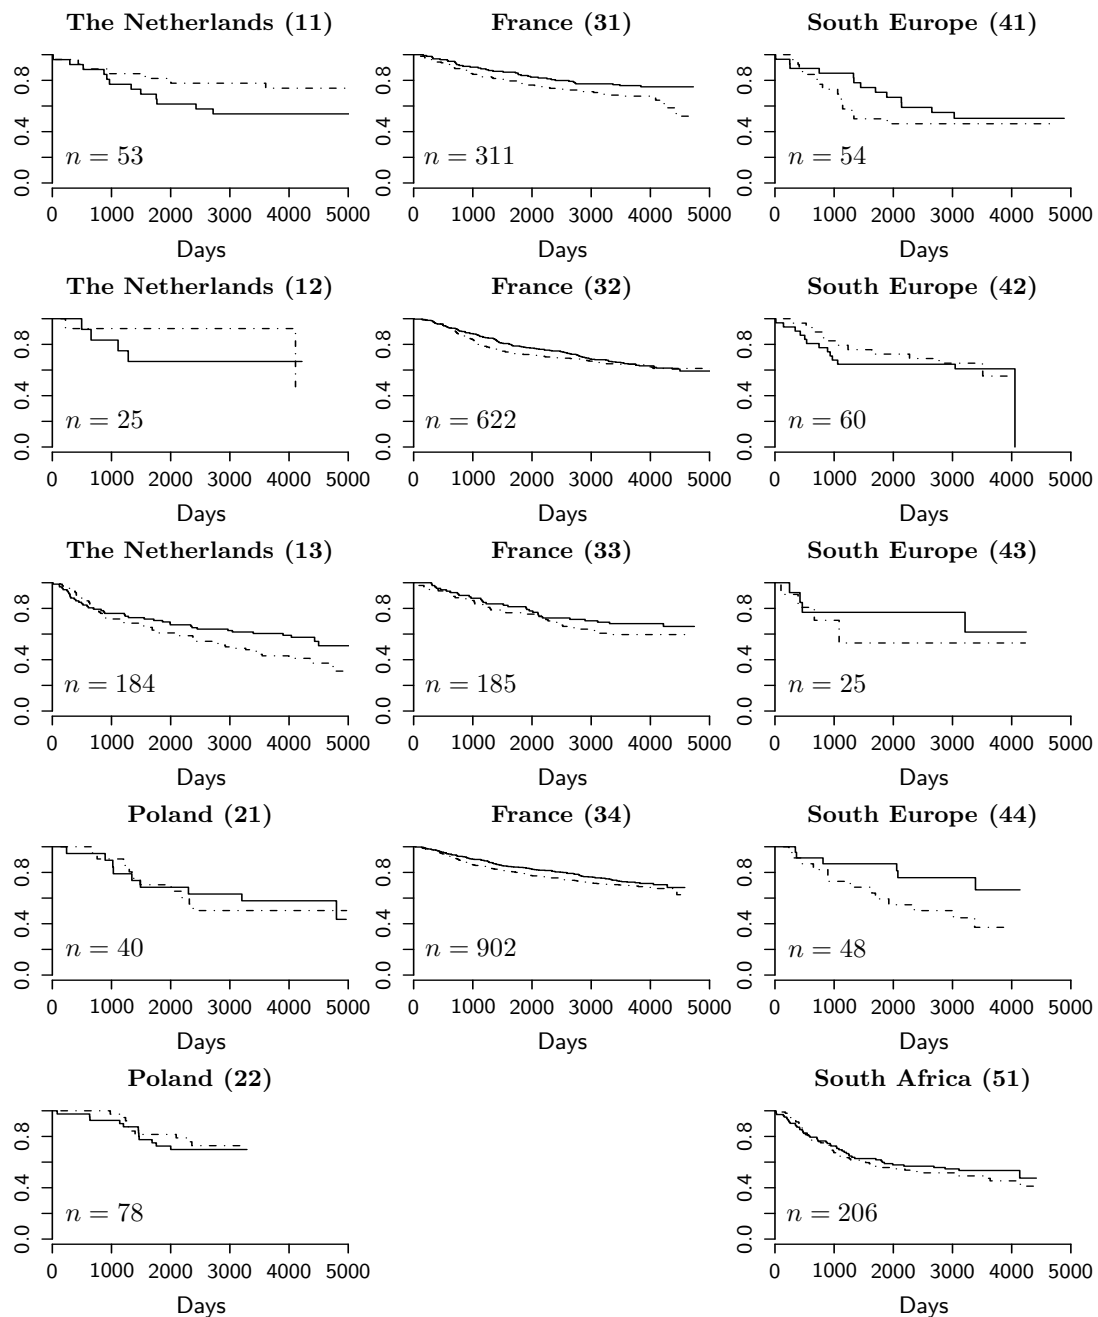 The Netherlands (11) France (31) South Europe (41)
0.0 0.4 0.8 0.0 0.4 0.8 0.0 0.4 0.8
n = 53 n = 311 n = 54
0 1000 2000 3000 4000 5000 0 1000 2000 3000 4000 5000 0 1000 2000 3000 4000 5000
Days Days Days
The Netherlands (12) France (32) South Europe (42)
0.0 0.4 0.8 0.0 0.4 0.8 0.0 0.4 0.8
n = 25 n = 622 n = 60
0 1000 2000 3000 4000 5000 0 1000 2000 3000 4000 5000 0 1000 2000 3000 4000 5000
Days Days Days
The Netherlands (13) France (33) South Europe (43)
0.0 0.4 0.8 0.0 0.4 0.8 0.0 0.4 0.8
n = 184 n = 185 n = 25
0 1000 2000 3000 4000 5000 0 1000 2000 3000 4000 5000 0 1000 2000 3000 4000 5000
Days Days Days
Poland (21) France (34) South Europe (44)
0.0 0.4 0.8 0.0 0.4 0.8 0.0 0.4 0.8
n = 40 n = 902 n = 48
0 1000 2000 3000 4000 5000 0 1000 2000 3000 4000 5000 0 1000 2000 3000 4000 5000
Days Days Days
Poland (22) South Africa (51)
0.0 0.4 0.8 0.0 0.4 0.8
n = 78 n = 206
0 1000 2000 3000 4000 5000 0 1000 2000 3000 4000 5000
Days Days